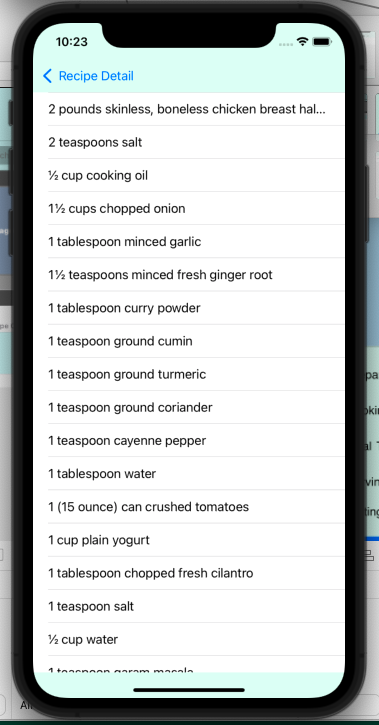 10:23
Recipe Detail
2 pounds skinless, boneless chicken breast hal...
2 teaspoons salt
½ cup cooking oil
1½ cups chopped onion
1 tablespoon minced garlic
1½ teaspoons minced fresh ginger root
1 tablespoon curry powder
1 teaspoon ground cumin
1 teaspoon ground turmeric
1 teaspoon ground coriander
1 teaspoon cayenne pepper
1 tablespoon water
1 (15 ounce) can crushed tomatoes
1 cup plain yogurt
1 tablespoon chopped fresh cilantro
1 teaspoon salt
½ cup water
1 teaspoon garam masala